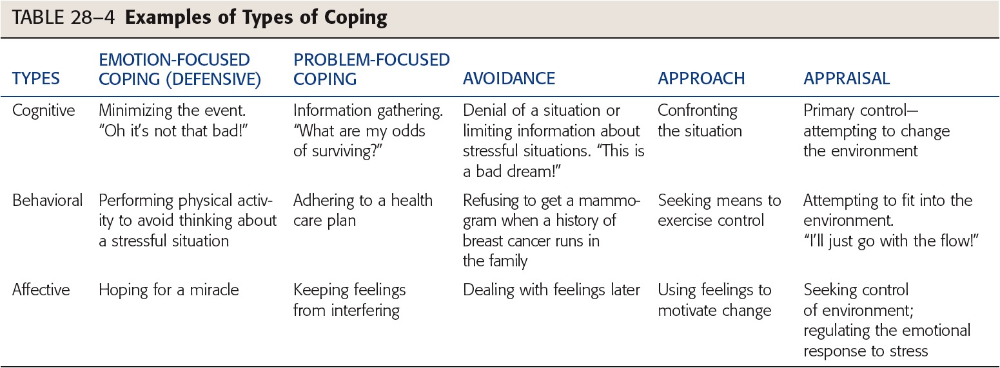 TABLE 28–4 Examples of Types of Coping
TYPES
EMOTION-FOCUSED
COPING (DEFENSIVE)
PROBLEM-FOCUSED
COPING
AVOIDANCE
APPROACH
APPRAISAL
Cognitive
Minimizing the event.
“Oh it’s not that bad!”
Information gathering.
“What are my odds
of surviving?”
Denial of a situation or
limiting information about
stressful situations. “This is
a bad dream!”
Confronting
the situation
Primary control—
attempting to change
the environment
Behavioral
Performing physical activ-
ity to avoid thinking about
a stressful situation
Adhering to a health
care plan
Refusing to get a mammo-
gram when a history of
breast cancer runs in
the family
Seeking means to
exercise control
Attempting to fit into the
environment.
“I’ll just go with the flow!”
Affective
Hoping for a miracle
Keeping feelings
from interfering
Dealing with feelings later
Using feelings to
motivate change
Seeking control
of environment;
regulating the emotional
response to stress